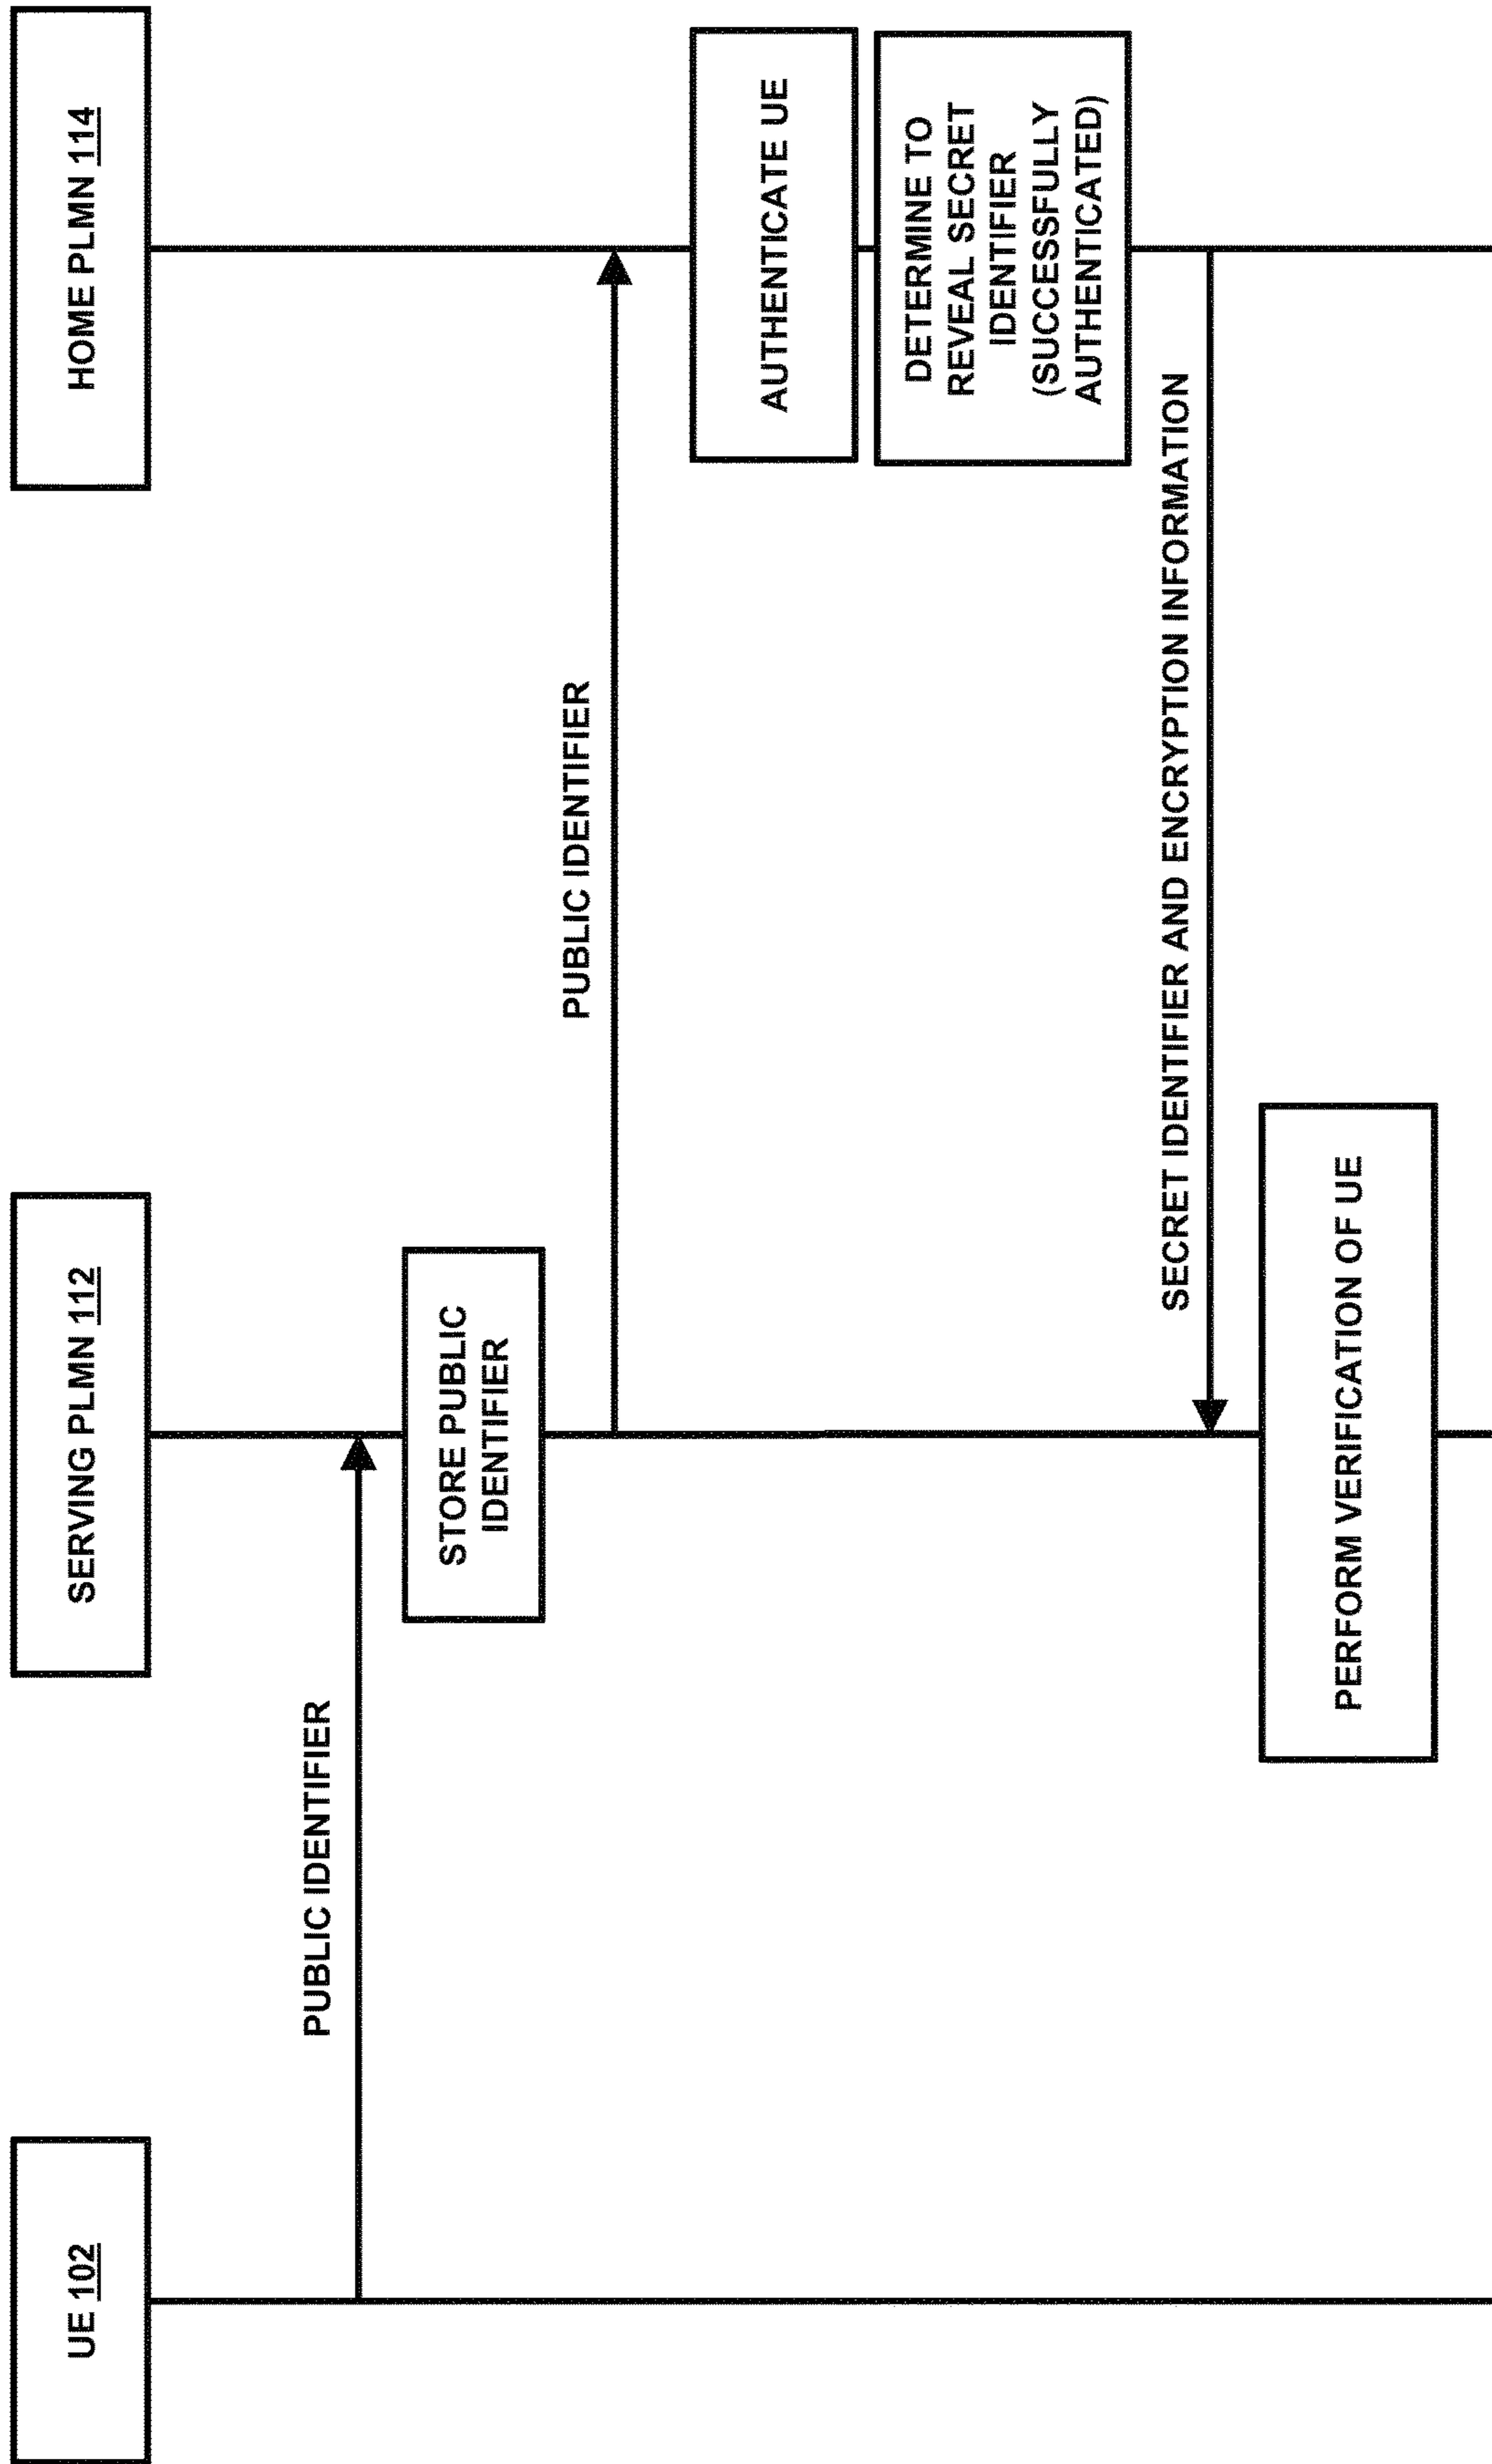 UE 102
SERVING PLMN 112
HOME PLMN 114
PUBLIC IDENTIFIER
STORE PUBLIC
IDENTIFIER
PUBLIC IDENTIFIER
AUTHENTICATE UE
DETERMINE TO
REVEAL SECRET
IDENTIFIER
(SUCCESSFULLY
AUTHENTICATED)
SECRET IDENTIFIER AND ENCRYPTION INFORMATION
PERFORM VERIFICATION OF UE